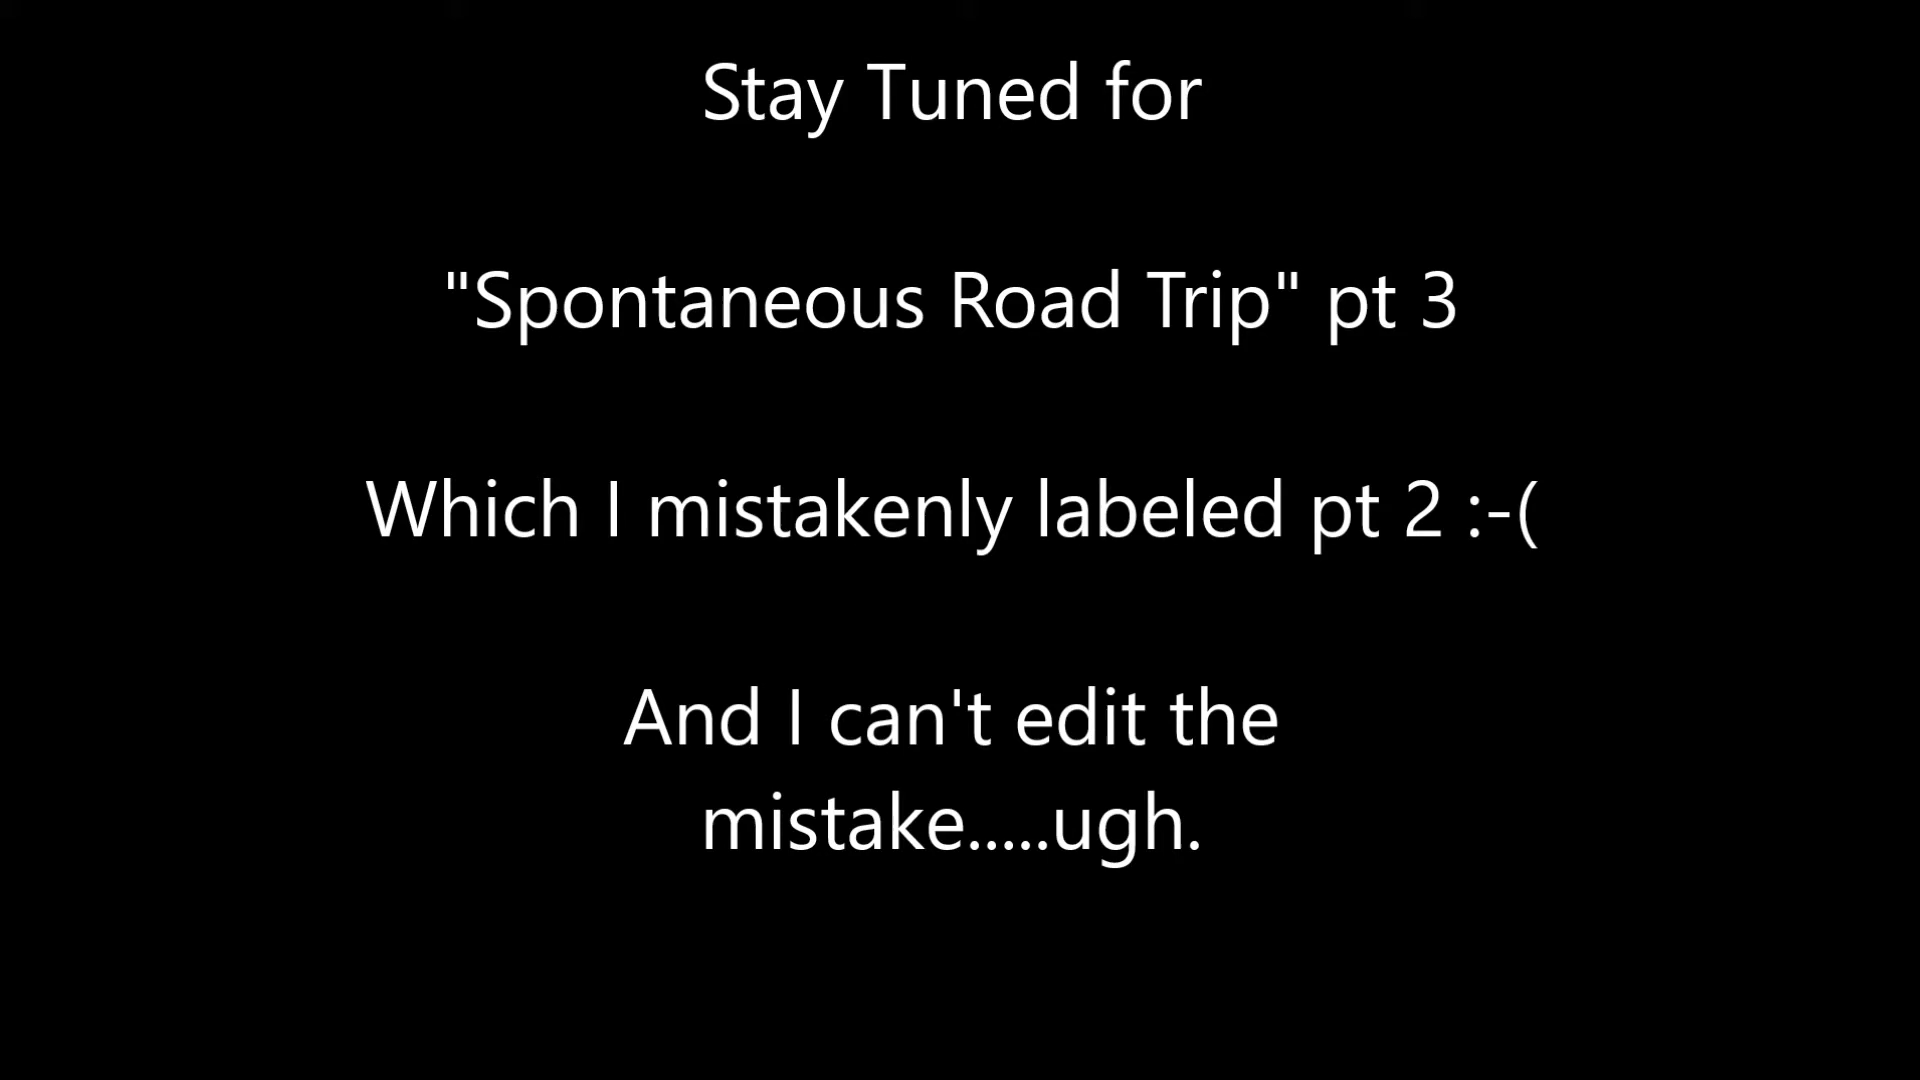 Stay Tuned for
"Spontaneous Road Trip" pt 3
Which I mistakenly labeled pt 2 :-(
And I can't edit the
mistake.....ugh.